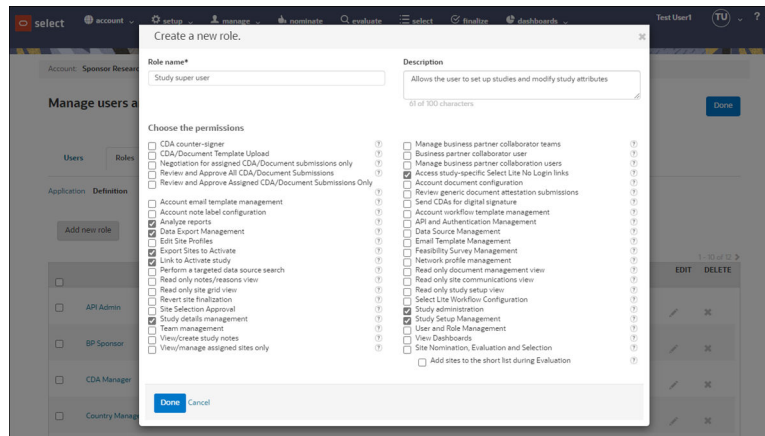 select
account
setup
manage
nominate
evaluate
select
finalize
dashboards
Test User1
TU
?
Create a new role.
Account Sponsor Resear
Manage users a
Done
Users
Roles
Application Definition
Add new role
1 - 10 of 12
EDIT DELETE
API Admin
BP Sponsor
CDA Manager
Country Manage
Role name*
Study super user
Description
Allows the user to set up studies and modify study attributes
61 of 100 characters
Choose the permissions
CDA counter-signer
CDA/Document Template Upload
Negotiation for assigned CDA/Document submissions only
Review and Approve All CDA/Document Submissions
Review and Approve Assigned CDA/Document Submissions Only
Account email template management
Account note label configuration
Analyze reports
Data Export Management
Edit Site Profiles
Export Sites to Activate
Link to Activate study
Perform a targeted data source search
Read only notes/reasons view
Read only site grid view
Revert site finalization
Site Selection Approval
Study details management
Team management
View/create study notes
View/manage assigned sites only
Manage business partner collaborator teams
Business partner collaborator user
Manage business partner collaboration users
Access study-specific Select Lite No Login links
Account document configuration
Review generic document attestation submissions
Send CDAs for digital signature
Account workflow template management
API and Authentication Management
Data Source Management
Email Template Management
Feasibility Survey Management
Network profile management
Read only document management view
Read only site communications view
Read only study setup view
Select Lite Workflow Configuration
Study administration
Study Setup Management
User and Role Management
View Dashboards
Site Nomination, Evaluation and Selection
Add sites to the short list during Evaluation
Done Cancel